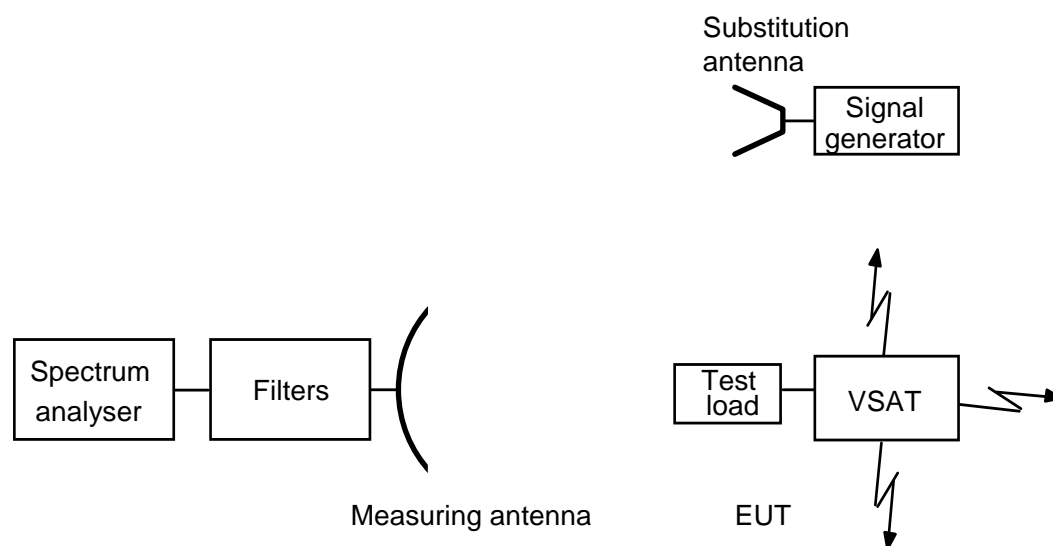 Substitution
antenna
Signal
generator
Spectrum
analyser
Filters
Test
load
VSAT
Measuring antenna
EUT